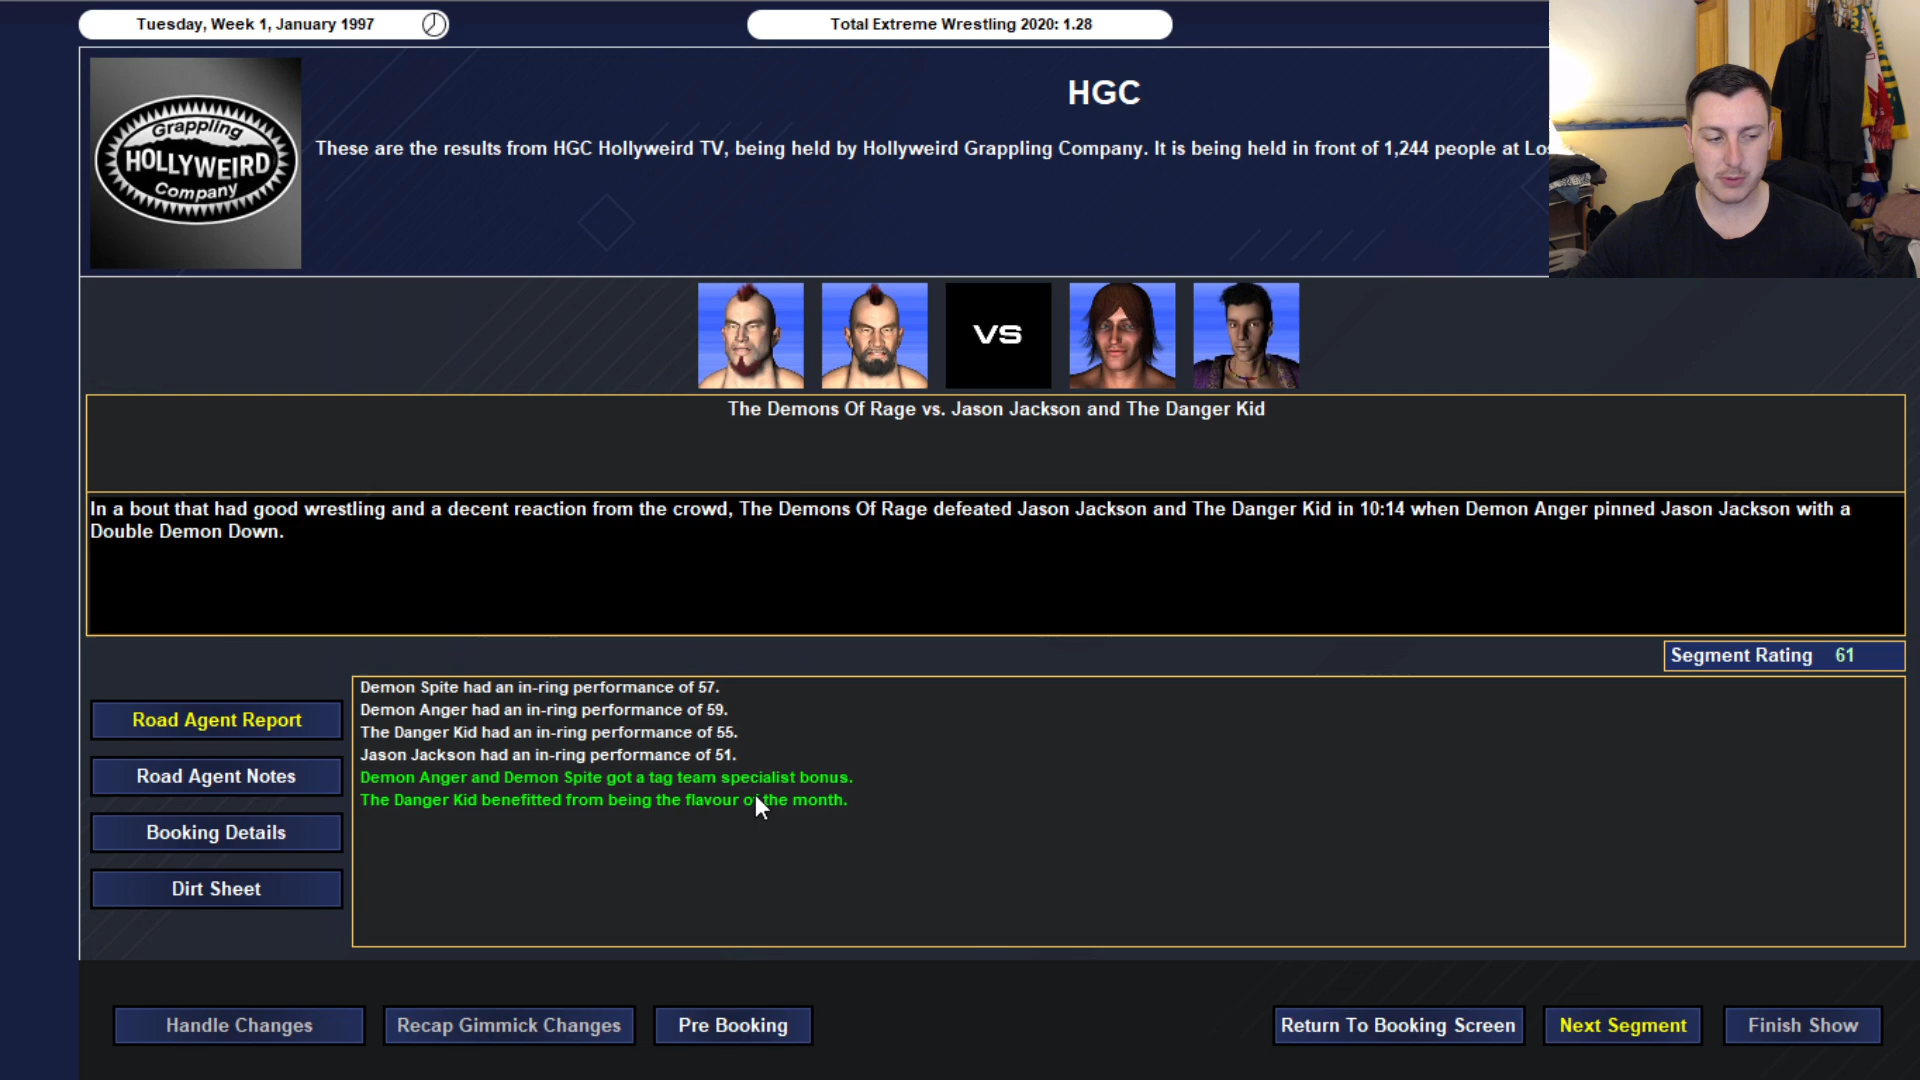 Tuesday, Week 1, January 1997
Total Extreme Wrestling 2020: 1.28
HGC
Grappling
HOLLYWEIRD
Company
These are the results from HGC Hollyweird TV, being held by Hollyweird Grappling Company. It is being held in front of 1,244 people at Lo
VS
The Demons Of Rage vs. Jason Jackson and The Danger Kid
In a bout that had good wrestling and a decent reaction from the crowd, The Demons Of Rage defeated Jason Jackson and The Danger Kid in 10:14 when Demon Anger pinned Jason Jackson with a
Double Demon Down.
Segment Rating 61
Road Agent Report
Road Agent Notes
Booking Details
Dirt Sheet
Demon Spite had an in-ring performance of 57.
Demon Anger had an in-ring performance of 59.
The Danger Kid had an in-ring performance of 55.
Jason Jackson had an in-ring performance of 51.
Demon Anger and Demon Spite got a tag team specialist bonus.
The Danger Kid benefitted from being the flavour of the month.
Handle Changes
Recap Gimmick Changes
Pre Booking
Return To Booking Screen
Next Segment
Finish Show